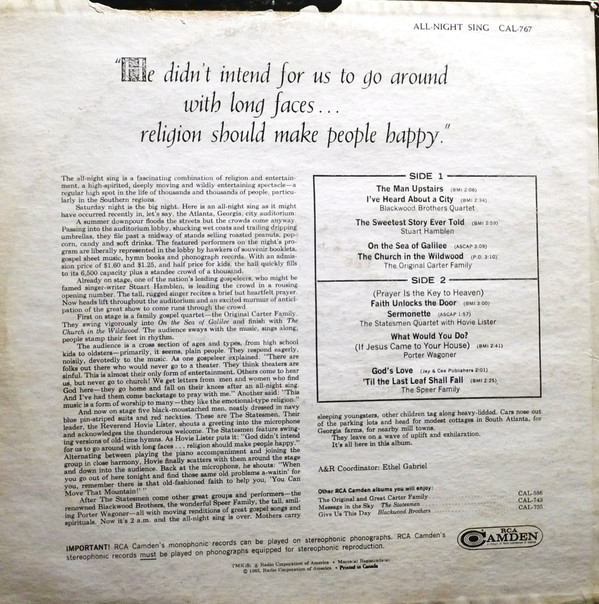 ALL-NIGHT SING CAL-767
"He didn't intend for us to go around
with long faces...
religion should make people happy."
The all-night sing is a fascinating combination of religion and entertain-
ment, a high-spirited, deeply moving and wildly entertaining spectacle—a
regular high spot in the life of thousands and thousands of people, particu-
larly in the Southern regions.
Saturday night is the big night. Here is an all-night sing as it might
have occurred recently in, let's say, the Atlanta, Georgia, city auditorium.
A summer downpour floods the streets but the crowds come anyway.
Passing into the auditorium lobby, shucking wet coats and trailing dripping
umbrellas, they file past a midway of stands selling roasted peanuts, pop-
corn, candy and soft drinks. The featured performers on the night's pro-
gram are liberally represented in the lobby by hawkers of souvenir booklets,
gospel sheet music, hymn books and phonograph records. With an admis-
sion price of $1.60 and $1.25, and half price for kids, the hall quickly fills
to its 6,500 capacity plus a standee crowd of a thousand.
Already on stage, one of the nation's leading gospeleers, who might be
famed singer-writer Stuart Hamblen, is leading the crowd in a rousing
opening number. The tall, rugged singer recites a brief but heartfelt prayer.
Now heads lift throughout the auditorium and an excited murmur of antici-
pation of the great show to come runs through the crowd.
First on stage is a family gospel quartet—the Original Carter Family.
They swing vigorously into On the Sea of Galilee and finish with The
Church in the Wildwood. The audience sways with the music, sings along,
people stamp their feet in rhythm.
The audience is a cross section of ages and types, from high school
kids to oldsters—primarily, it seems, plain people. They respond eagerly,
noisily, devotedly to the music. As one gospeleer explained: "There are
folks out there who would never go to a theater. They think theaters are
sinful. This is almost their only form of entertainment. Others come to hear
us, but never go to church! We get letters from men and women who find
God here—they go home and fall on their knees after an all-night sing.
And I've had them come backstage to pray with me." Another said: "This
music is a form of worship to many—they like the emotional-type religion."
And now on stage five black-moustached men, neatly dressed in navy
blue pin-striped suits and red neckties. These are The Statesmen. Their
leader, the Reverend Hovie Lister, shouts a greeting into the microphone
and acknowledges the thunderous welcome. The Statesmen feature swing-
ing versions of old-time hymns. As Hovie Lister puts it: "God didn't intend
for us to go around with long faces . . . religion should make people happy."
Alternating between playing the piano accompaniment and joining the
group in close harmony, Hovie finally scatters them around the stage
and down into the audience. Back at the microphone, he shouts: "When
you go out of here tonight and find those same old problems a-waitin' for
you, remember there is that old-fashioned faith to help you, 'You Can
Move That Mountain!' "
After The Statesmen come other great groups and performers—the
renowned Blackwood Brothers, the wonderful Speer Family, the tall, smil-
ing Porter Wagoner—all with moving renditions of great gospel songs and
spirituals. Now it's 2 a.m. and the all-night sing is over. Mothers carry
SIDE 1
The Man Upstairs (BMI 2:08)
I've Heard About a City (BMI 2:34)
Blackwood Brothers Quartet
The Sweetest Story Ever Told (BMI 2:59)
Stuart Hamblen
On the Sea of Galilee (ASCAP 3:09)
The Church in the Wildwood (P.D. 3:10)
The Original Carter Family
SIDE 2
(Prayer Is the Key to Heaven)
Faith Unlocks the Door (BMI 3:00)
Sermonette (ASCAP 1:57)
The Statesmen Quartet with Hovie Lister
What Would You Do?
(If Jesus Came to Your House) (BMI 2:41)
Porter Wagoner
God's Love (Jay & Cee Publishers 2:01)
'Til the Last Leaf Shall Fall (BMI 2:25)
The Speer Family
sleeping youngsters, other children tag along heavy-lidded. Cars nose out
of the parking lots and head for modest cottages in South Atlanta, for
Georgia farms, for nearby mill towns.
They leave on a wave of uplift and exhilaration.
It's all here in this album.
A&R Coordinator: Ethel Gabriel
Other RCA Camden albums you will enjoy:
The Original and Great Carter Family CAL-586
Messages in the Sky The Statesmen CAL-743
Give Us This Day Blackwood Brothers CAL-735
IMPORTANT! RCA Camden's monophonic records can be played on stereophonic phonographs. RCA Camden's
stereophonic records must be played on phonographs equipped for stereophonic reproduction.
RCA
CAMDEN
TMK(S) ® Radio Corporation of America • Marca(s) Registrada(s)
© 1963, Radio Corporation of America • Printed in Canada